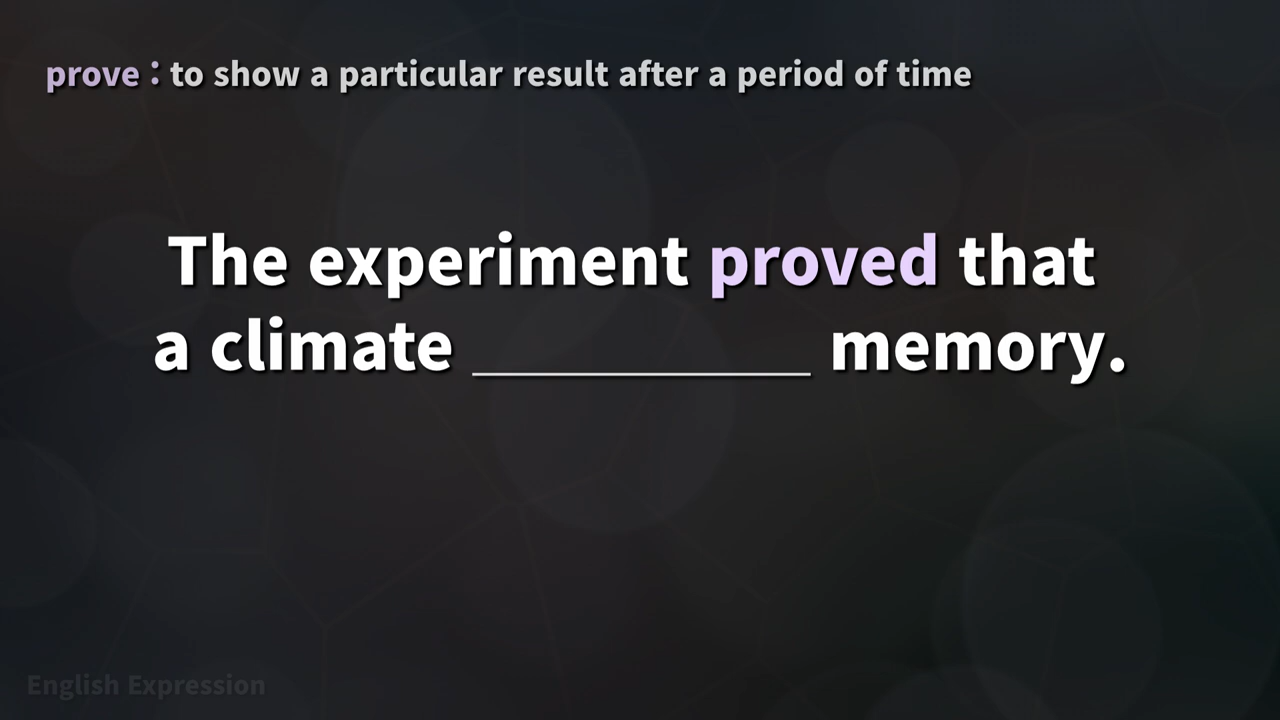 prove : to show a particular result after a period of time
The experiment proved that
a climate __________ memory.
English Expression